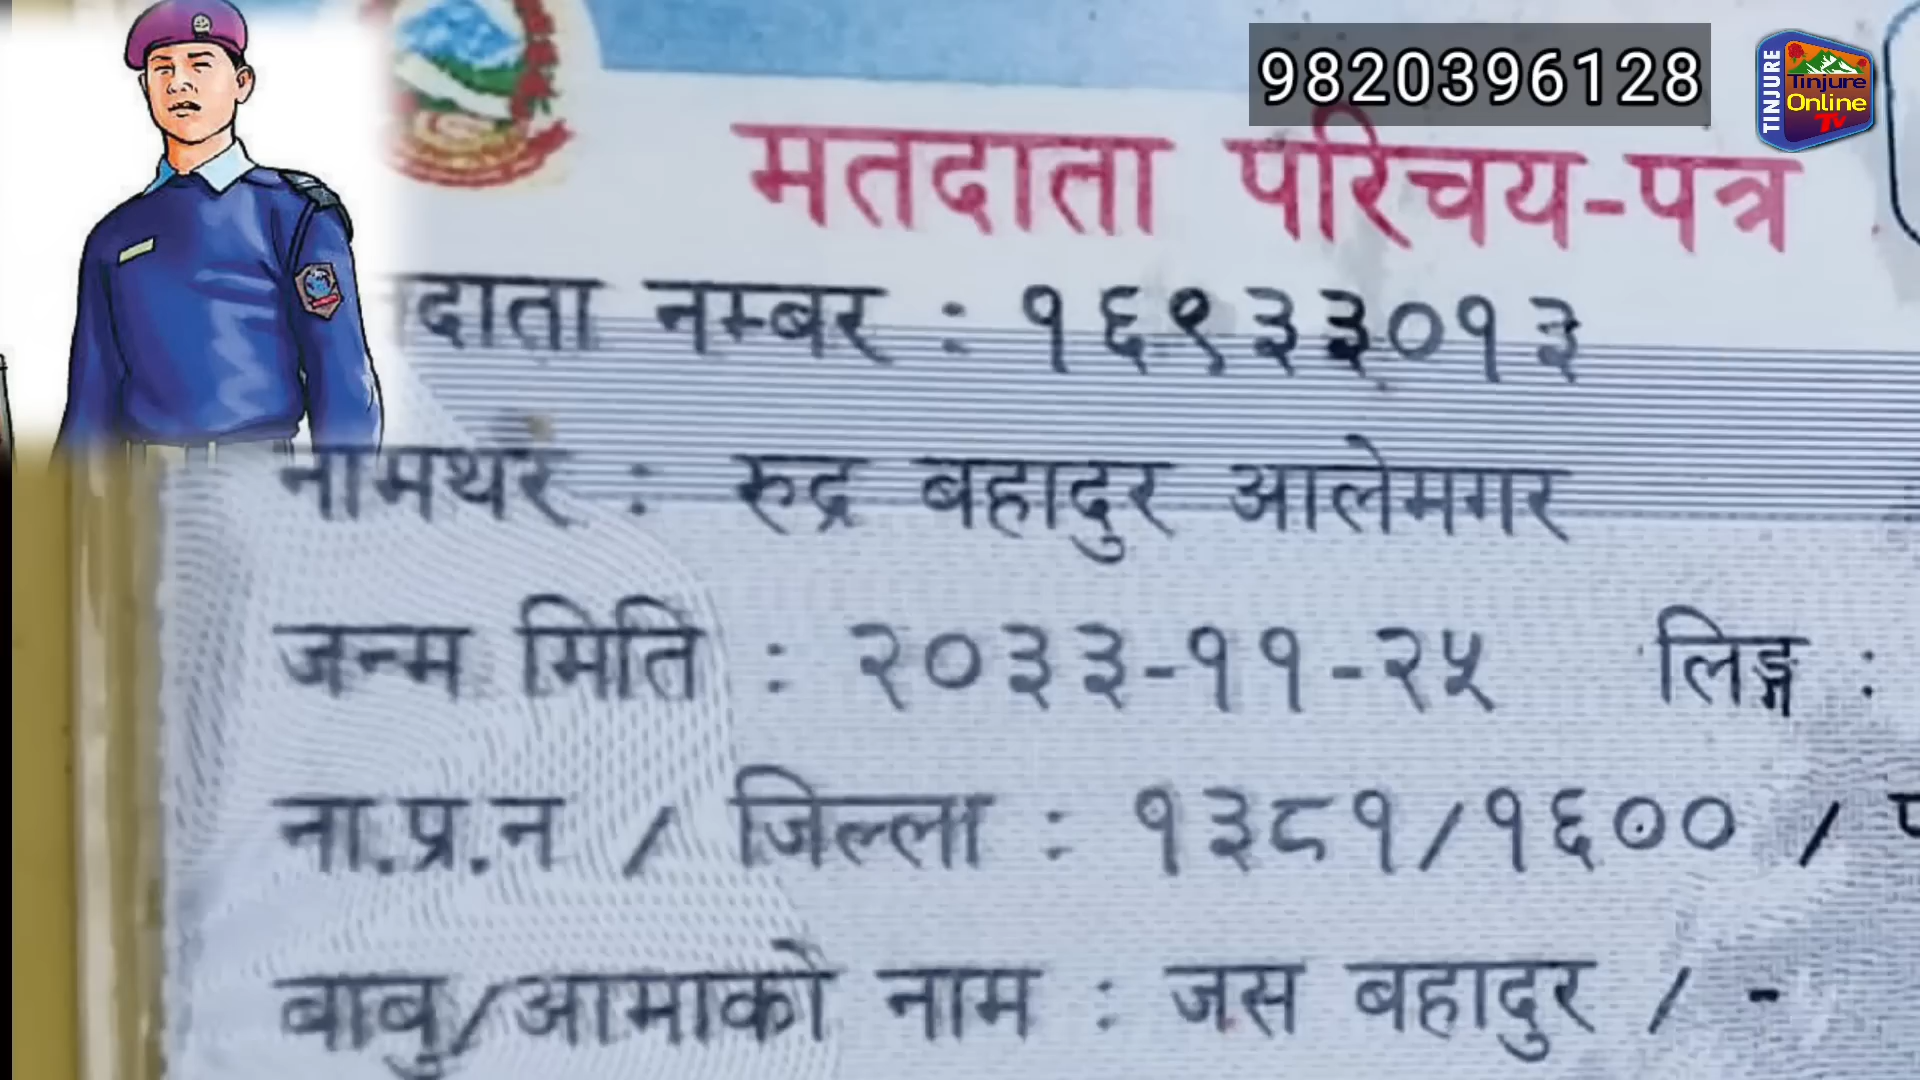 9820396128
TINJURE
Tinjure
Online
Tv
मतदाता परिचय-पत्र
दाता नम्बर : १६९३३०१३
नामथर : रुद्र बहादुर आलेमगर
जन्म मिति : २०३३-११-२५ लिङ्ग :
ना.प्र.न / जिल्ला : १३८१/१६०० /
बाबु/आमाको नाम : जस बहादुर / -